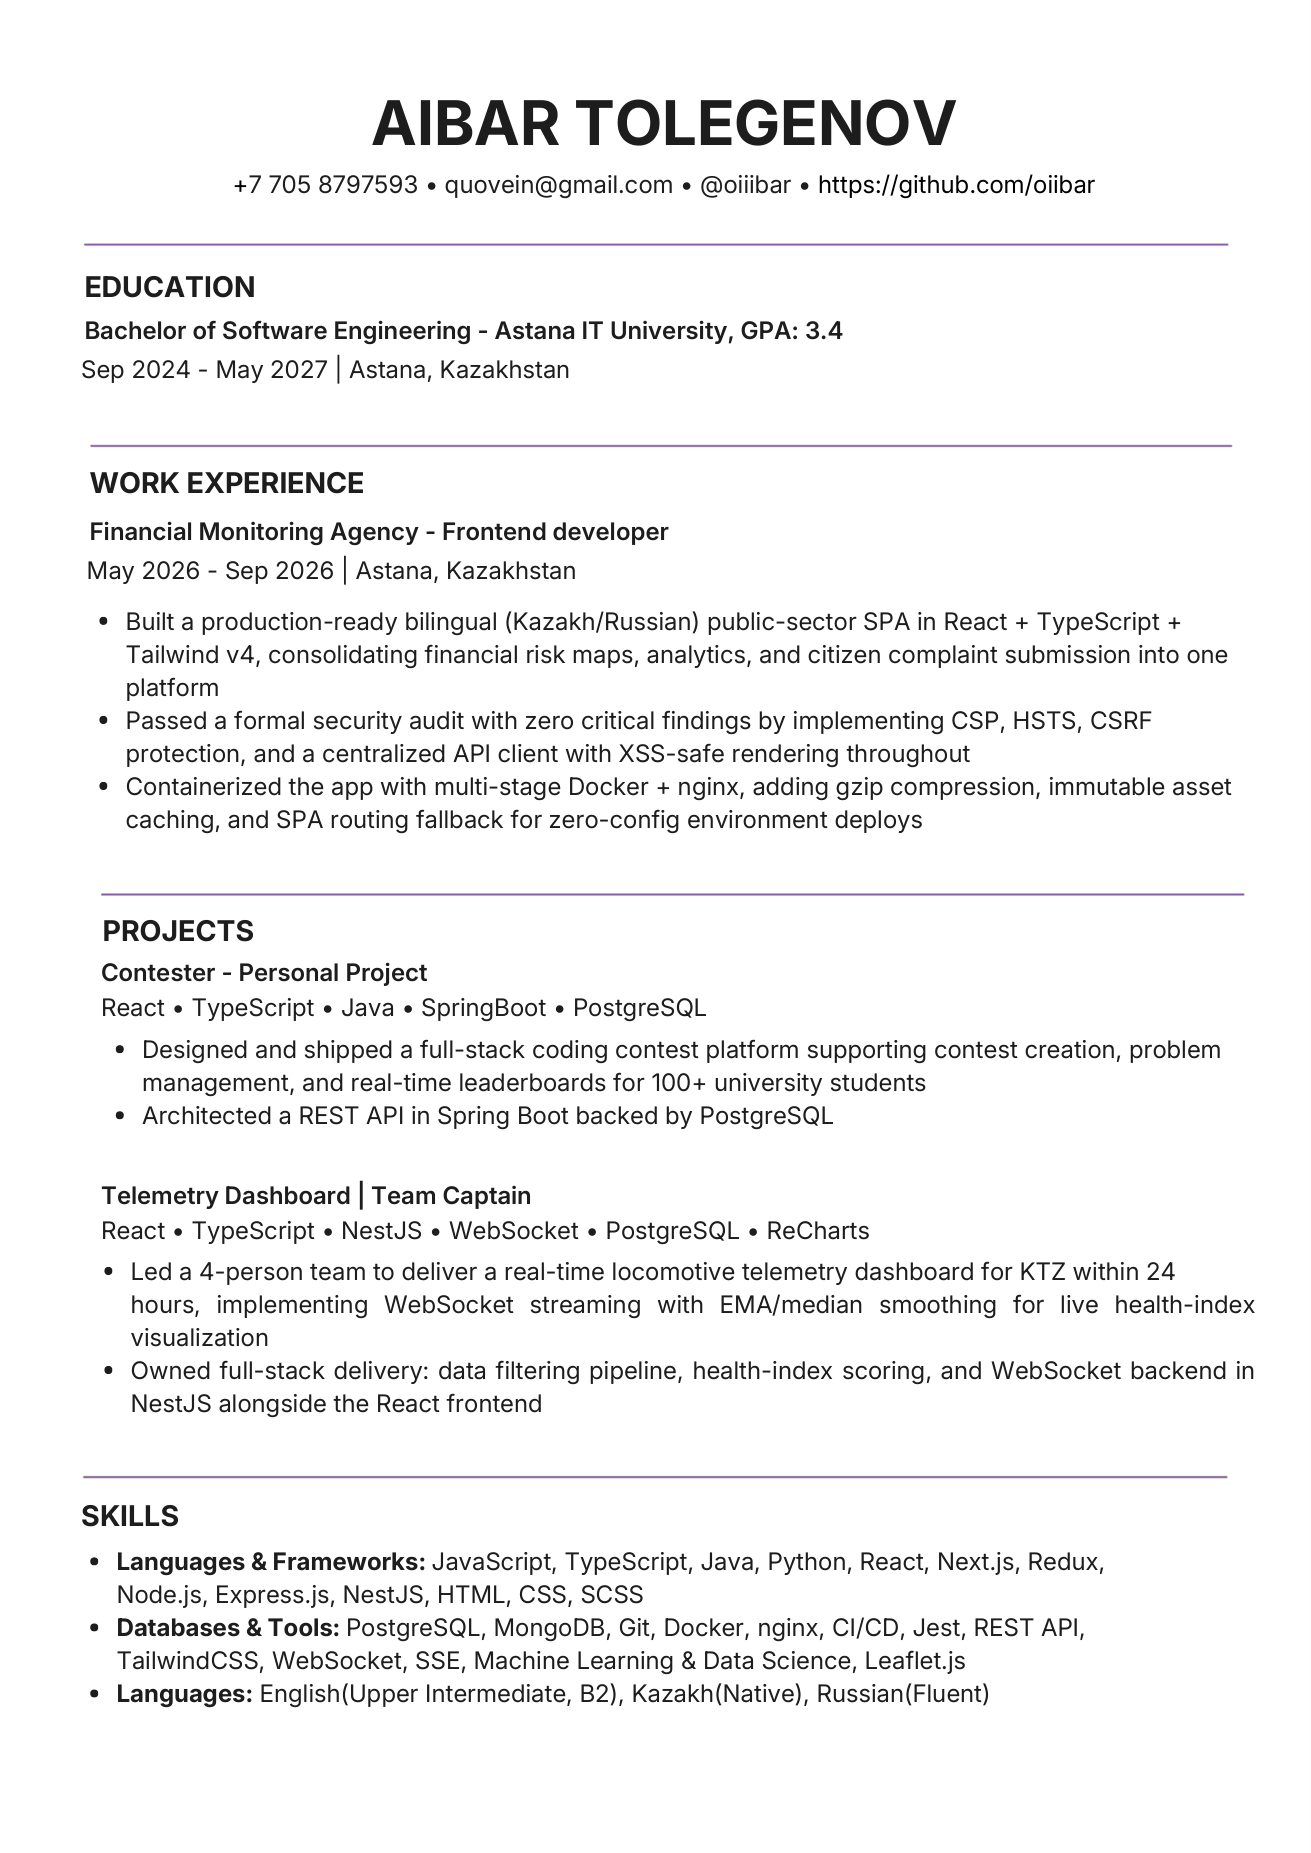 AIBAR TOLEGENOV
+7 705 8797593 • quovein@gmail.com • @oiiibar • https://github.com/oiibar
EDUCATION
Bachelor of Software Engineering - Astana IT University, GPA: 3.4
Sep 2024 - May 2027 | Astana, Kazakhstan
WORK EXPERIENCE
Financial Monitoring Agency - Frontend developer
May 2026 - Sep 2026 | Astana, Kazakhstan
• Built a production-ready bilingual (Kazakh/Russian) public-sector SPA in React + TypeScript +
Tailwind v4, consolidating financial risk maps, analytics, and citizen complaint submission into one
platform
• Passed a formal security audit with zero critical findings by implementing CSP, HSTS, CSRF
protection, and a centralized API client with XSS-safe rendering throughout
• Containerized the app with multi-stage Docker + nginx, adding gzip compression, immutable asset
caching, and SPA routing fallback for zero-config environment deploys
PROJECTS
Contester - Personal Project
React • TypeScript • Java • SpringBoot • PostgreSQL
• Designed and shipped a full-stack coding contest platform supporting contest creation, problem
management, and real-time leaderboards for 100+ university students
• Architected a REST API in Spring Boot backed by PostgreSQL
Telemetry Dashboard | Team Captain
React • TypeScript • NestJS • WebSocket • PostgreSQL • ReCharts
• Led a 4-person team to deliver a real-time locomotive telemetry dashboard for KTZ within 24
hours, implementing WebSocket streaming with EMA/median smoothing for live health-index
visualization
• Owned full-stack delivery: data filtering pipeline, health-index scoring, and WebSocket backend in
NestJS alongside the React frontend
SKILLS
• Languages & Frameworks: JavaScript, TypeScript, Java, Python, React, Next.js, Redux,
Node.js, Express.js, NestJS, HTML, CSS, SCSS
• Databases & Tools: PostgreSQL, MongoDB, Git, Docker, nginx, CI/CD, Jest, REST API,
TailwindCSS, WebSocket, SSE, Machine Learning & Data Science, Leaflet.js
• Languages: English(Upper Intermediate, B2), Kazakh(Native), Russian(Fluent)